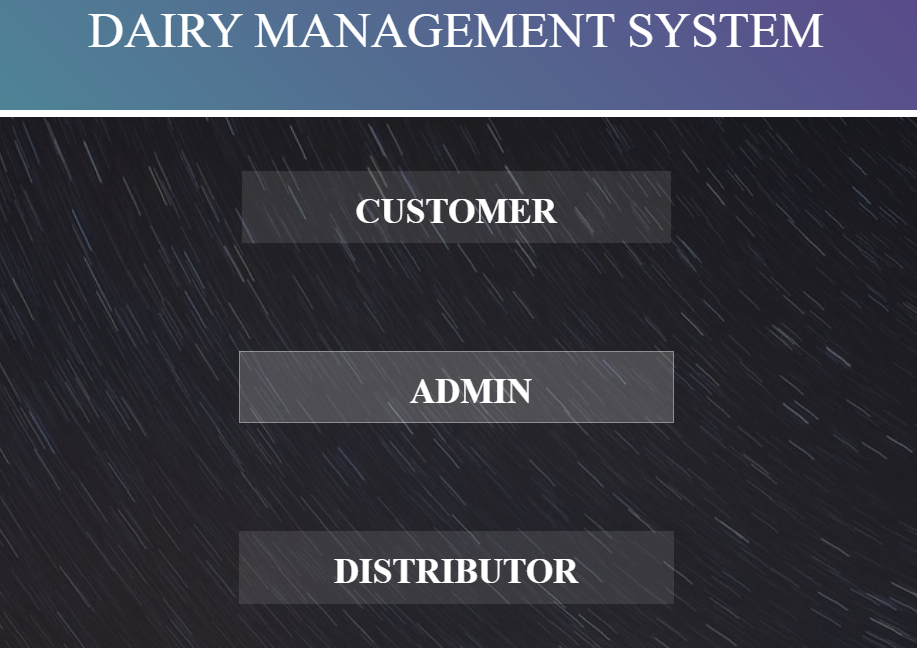 DAIRY MANAGEMENT SYSTEM
CUSTOMER
ADMIN
DISTRIBUTOR